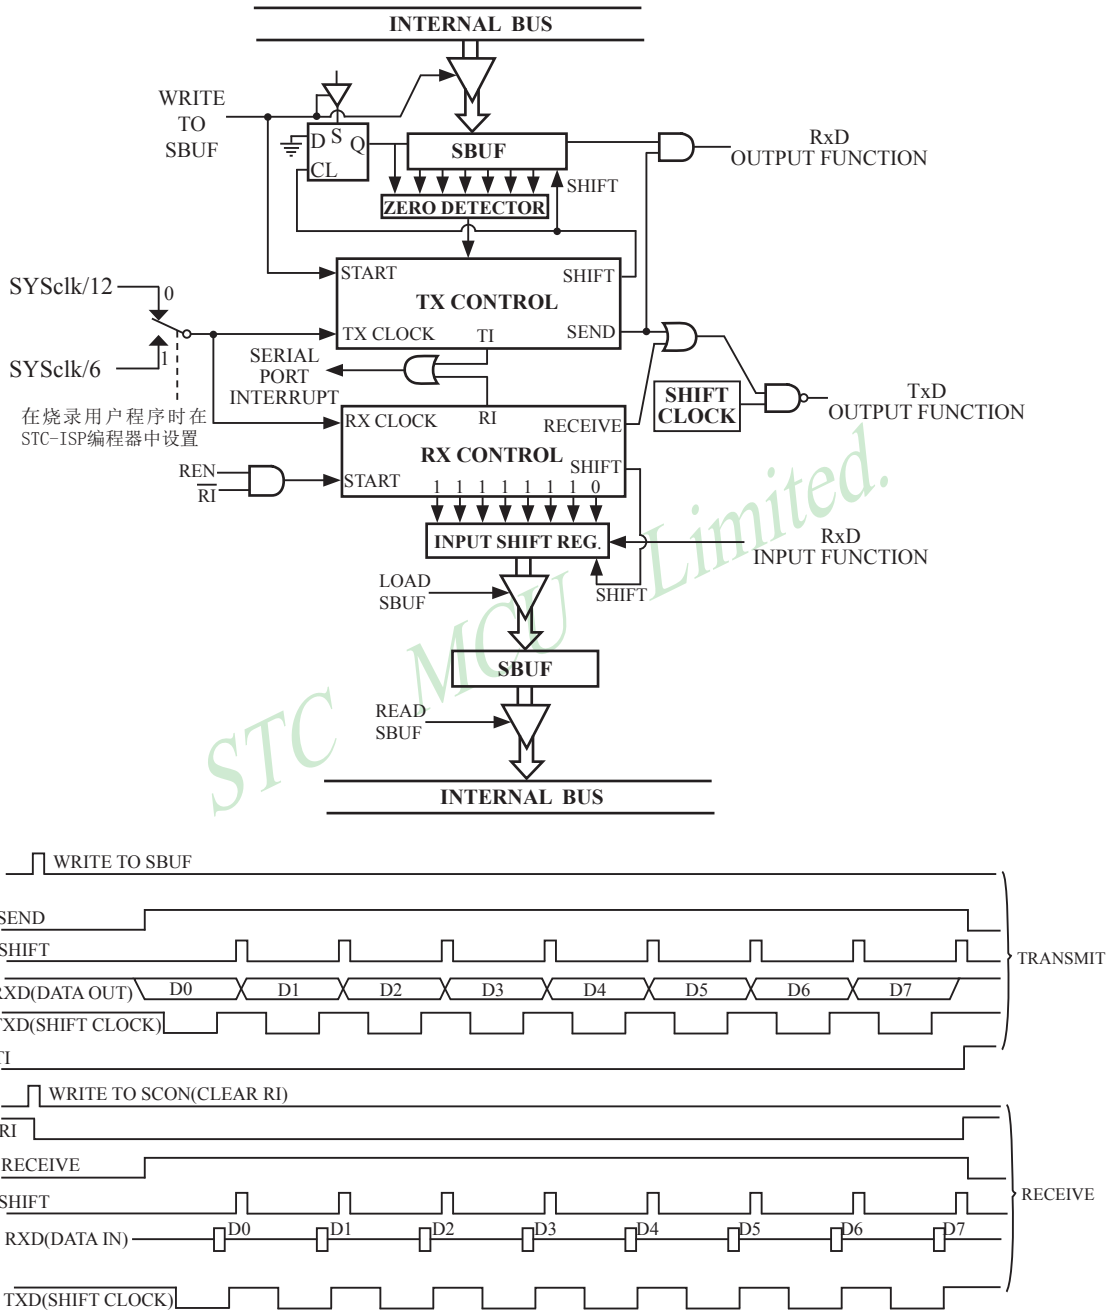 INTERNAL BUS
WRITE
TO
SBUF
D S Q
CL
SBUF
RxD
OUTPUT FUNCTION
SHIFT
ZERO DETECTOR
START
SHIFT
TX CONTROL
TX CLOCK
TI
SEND
SYSclk/12
0
SYSclk/6
1
在烧录用户程序时在
STC-ISP编程器中设置
SERIAL
PORT
INTERRUPT
SHIFT
CLOCK
TxD
OUTPUT FUNCTION
RX CLOCK
RI
RECEIVE
RX CONTROL
SHIFT
START
1 1 1 1 1 1 1 0
REN
RI
INPUT SHIFT REG.
RxD
INPUT FUNCTION
LOAD
SBUF
SHIFT
SBUF
READ
SBUF
INTERNAL BUS
STC MCU Limited.
WRITE TO SBUF
SEND
SHIFT
RXD(DATA OUT) D0 D1 D2 D3 D4 D5 D6 D7
TXD(SHIFT CLOCK)
TI
TRANSMIT
WRITE TO SCON(CLEAR RI)
RI
RECEIVE
SHIFT
RXD(DATA IN) D0 D1 D2 D3 D4 D5 D6 D7
TXD(SHIFT CLOCK)
RECEIVE